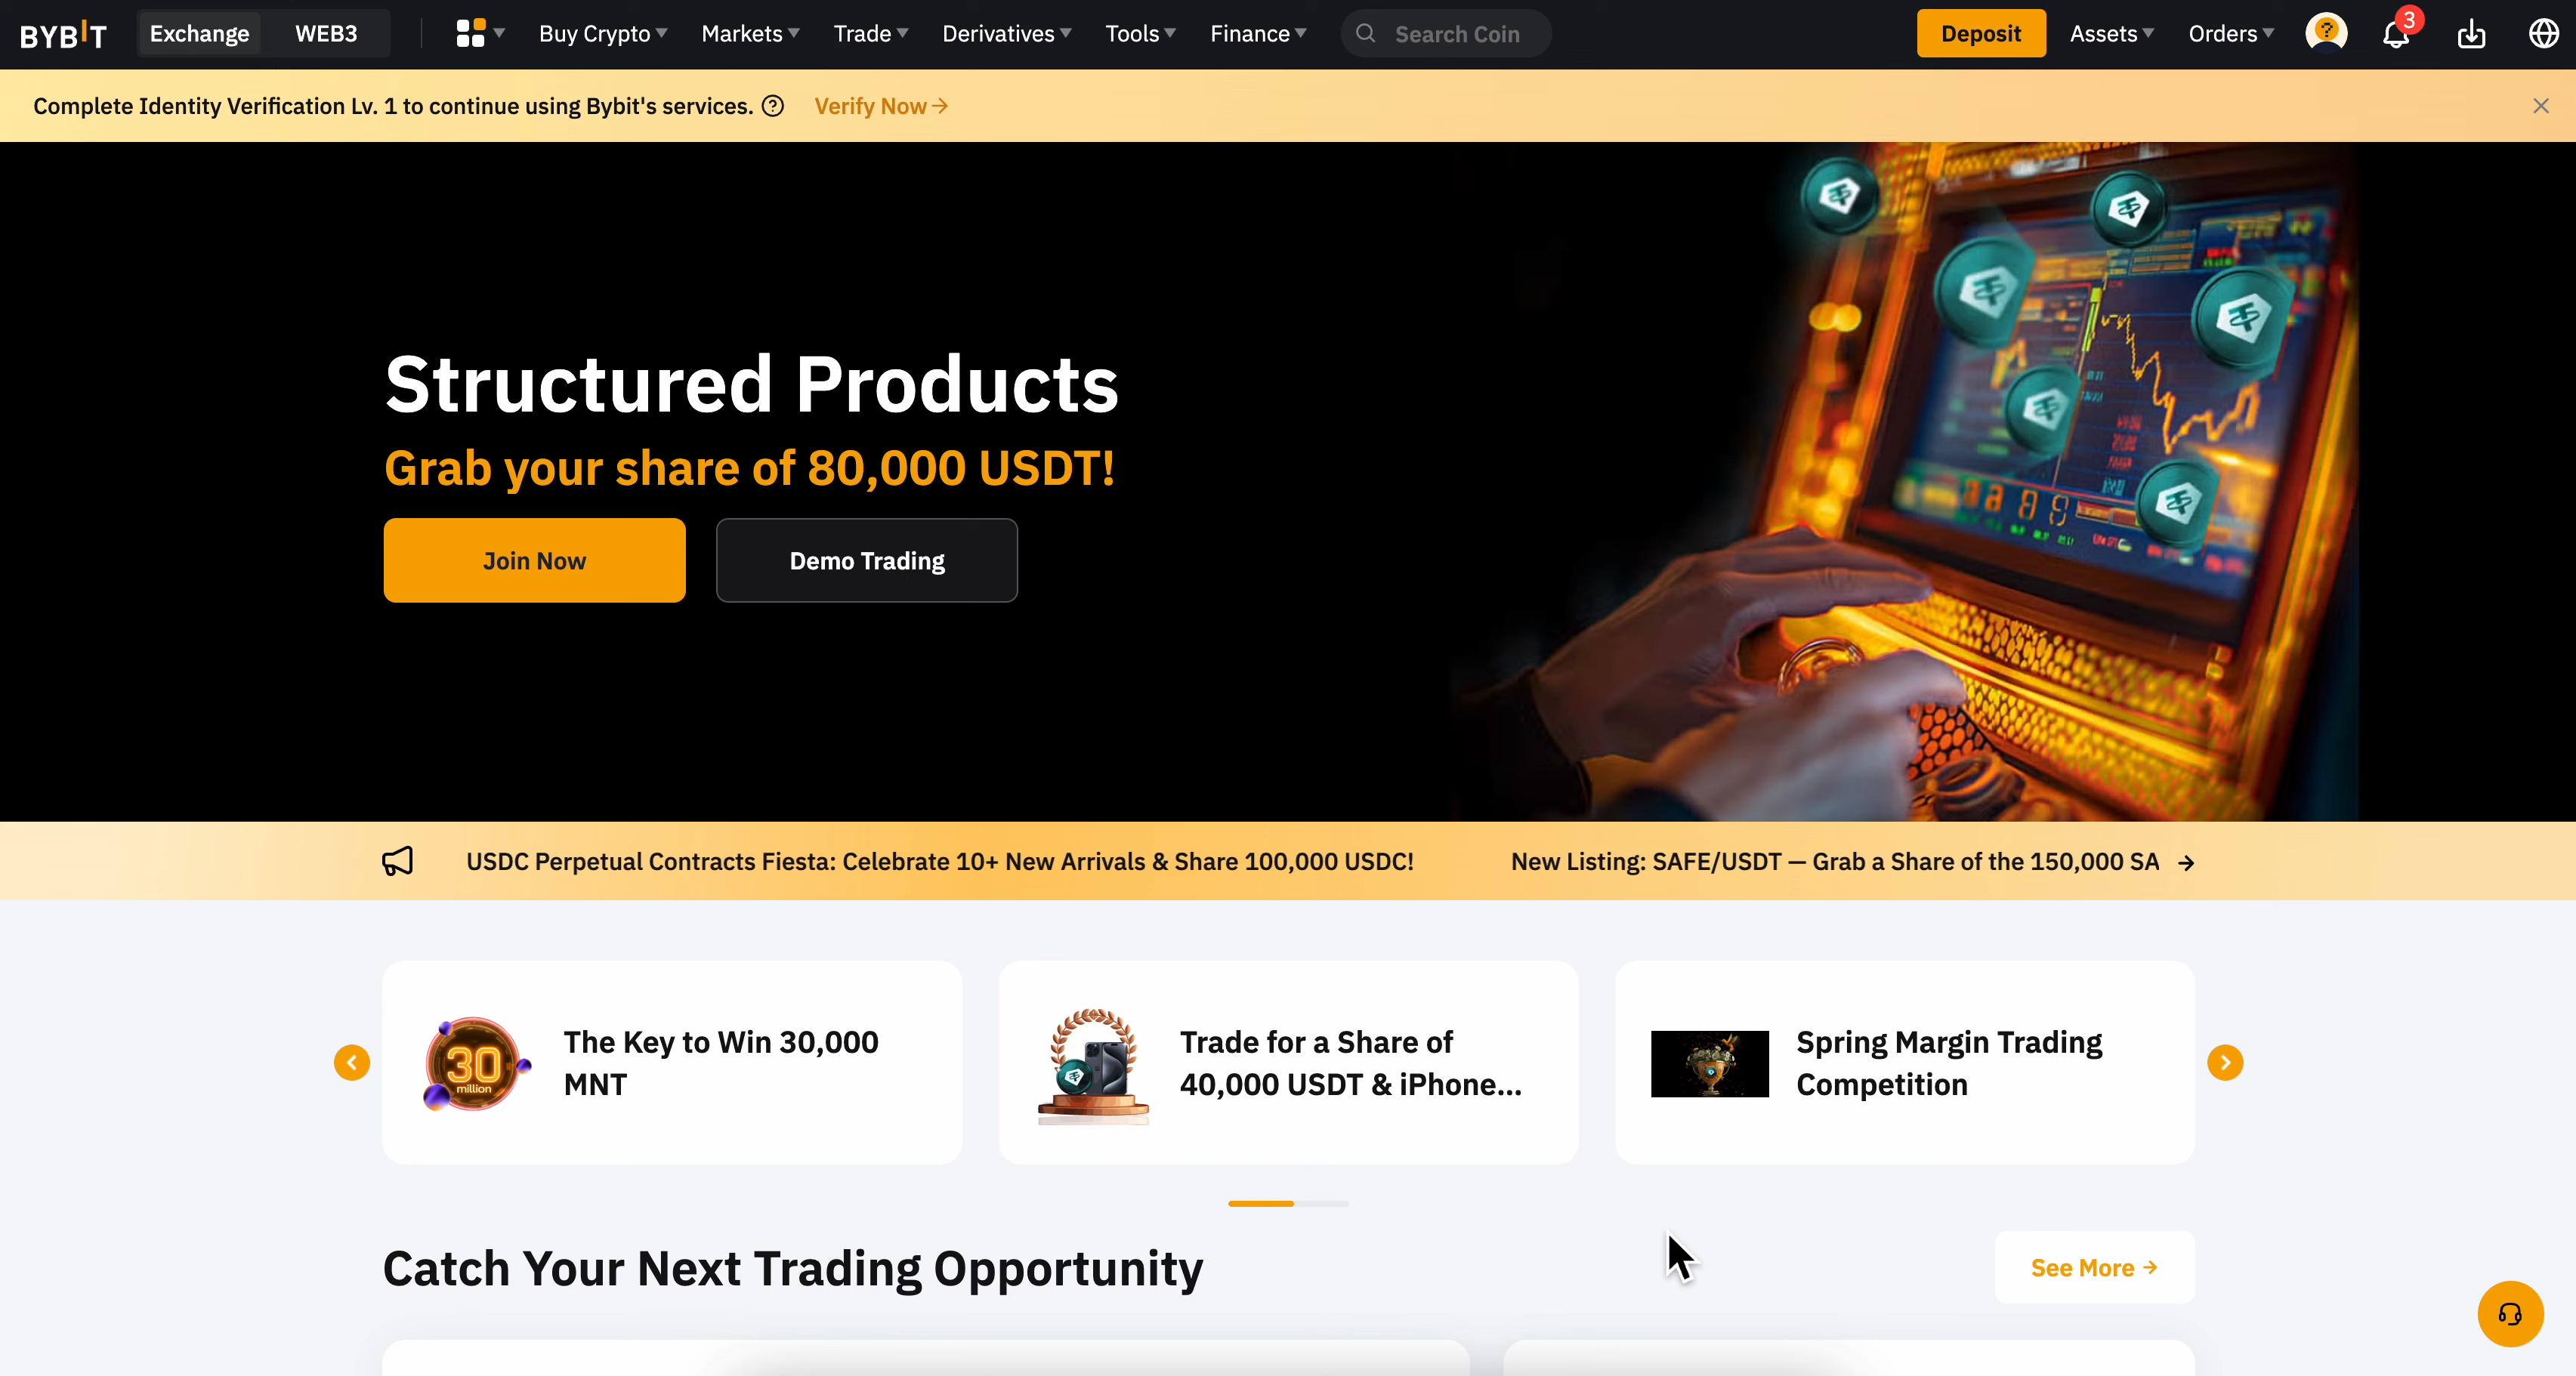 BYBIT Exchange WEB3 Buy Crypto Markets Trade Derivatives Tools Finance Search Coin Deposit Assets Orders 3
Complete Identity Verification Lv. 1 to continue using Bybit's services. Verify Now →
Structured Products
Grab your share of 80,000 USDT!
Join Now Demo Trading
USDC Perpetual Contracts Fiesta: Celebrate 10+ New Arrivals & Share 100,000 USDC! New Listing: SAFE/USDT — Grab a Share of the 150,000 SA →
30
million
The Key to Win 30,000
MNT
Trade for a Share of
40,000 USDT & iPhone...
Spring Margin Trading
Competition
Catch Your Next Trading Opportunity
See More →